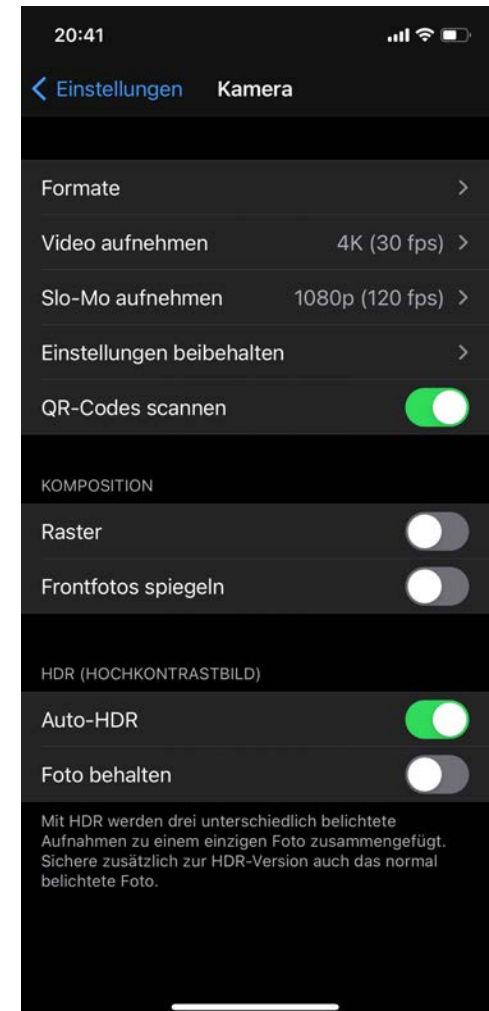 20:41
Einstellungen Kamera
Formate
Video aufnehmen 4K (30 fps)
Slo-Mo aufnehmen 1080p (120 fps)
Einstellungen beibehalten
QR-Codes scannen
KOMPOSITION
Raster
Frontfotos spiegeln
HDR (HOCHKONTRASTBILD)
Auto-HDR
Foto behalten
Mit HDR werden drei unterschiedlich belichtete
Aufnahmen zu einem einzigen Foto zusammengefügt.
Sichere zusätzlich zur HDR-Version auch das normal
belichtete Foto.